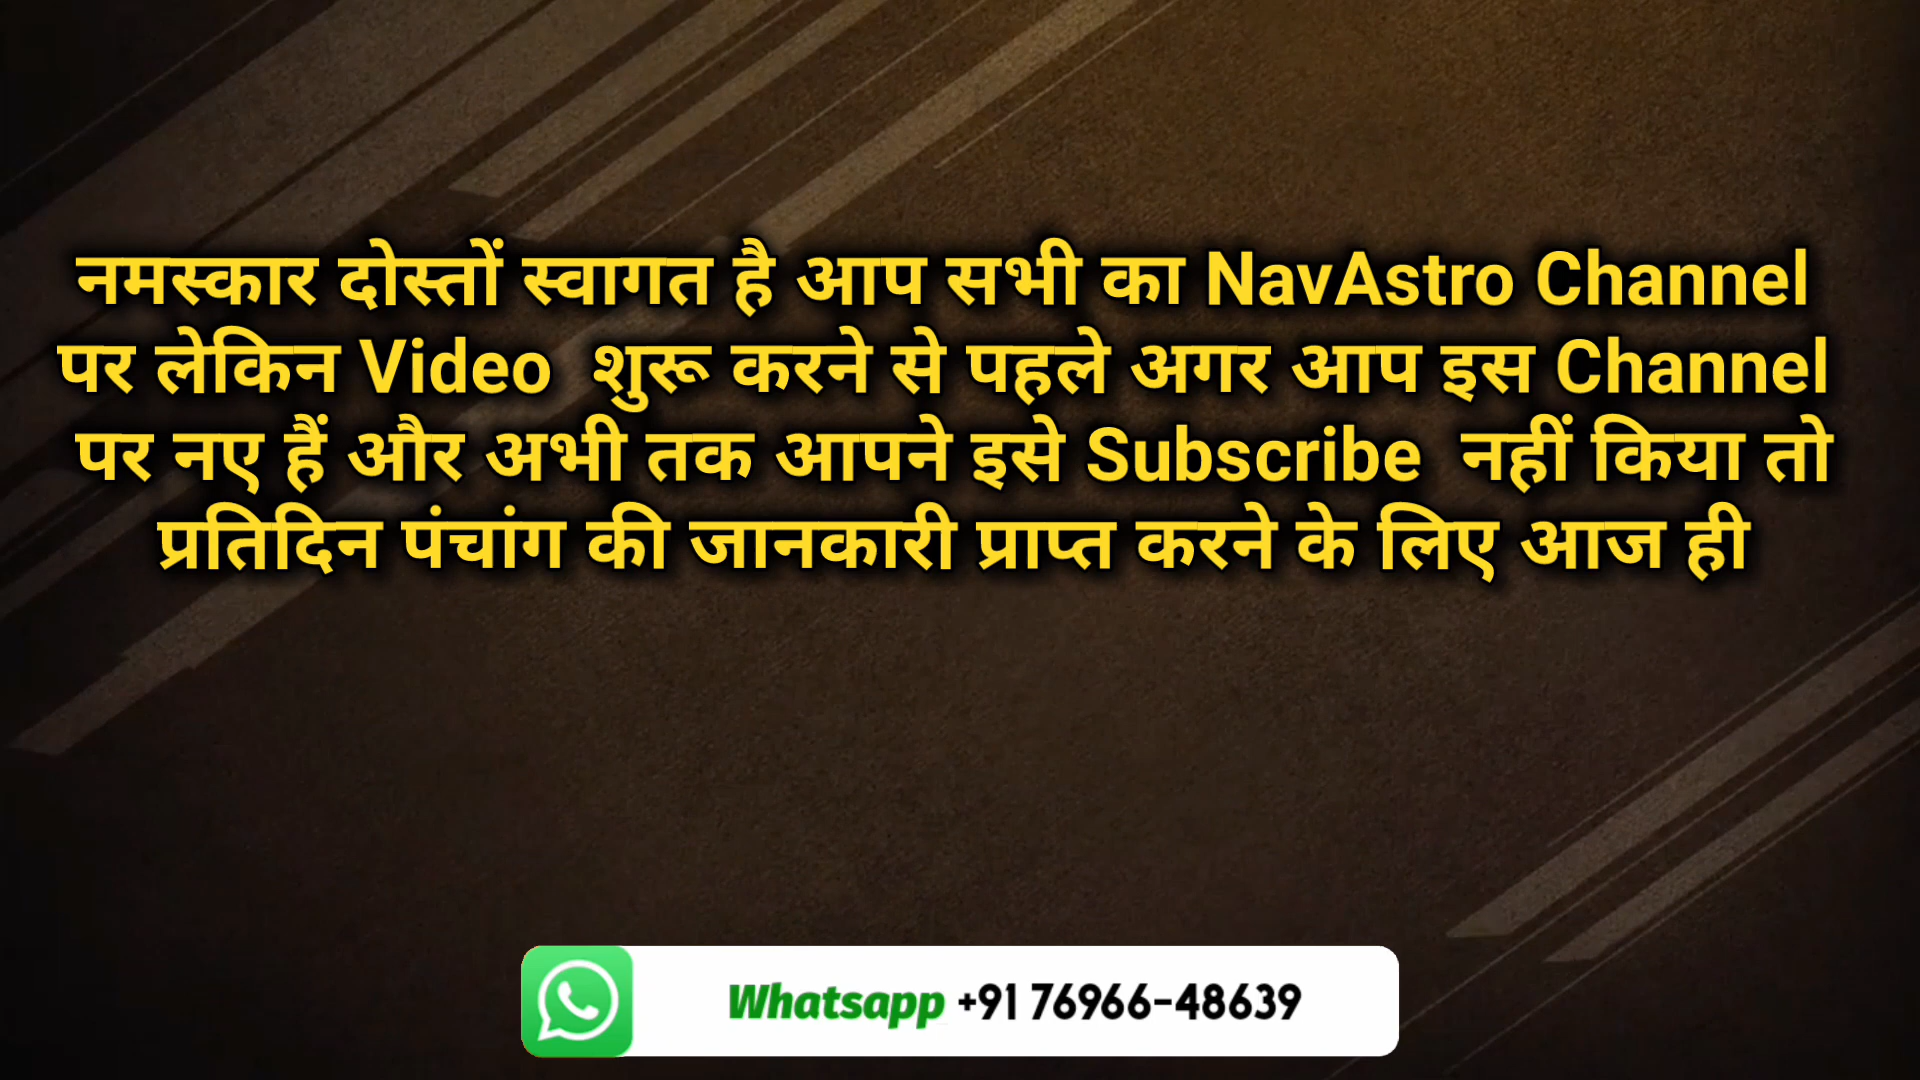 नमस्कार दोस्तों स्वागत है आप सभी का NavAstro Channel
पर लेकिन Video शुरू करने से पहले अगर आप इस Channel
पर नए हैं और अभी तक आपने इसे Subscribe नहीं किया तो
प्रतिदिन पंचांग की जानकारी प्राप्त करने के लिए आज ही
Whatsapp +91 76966-48639